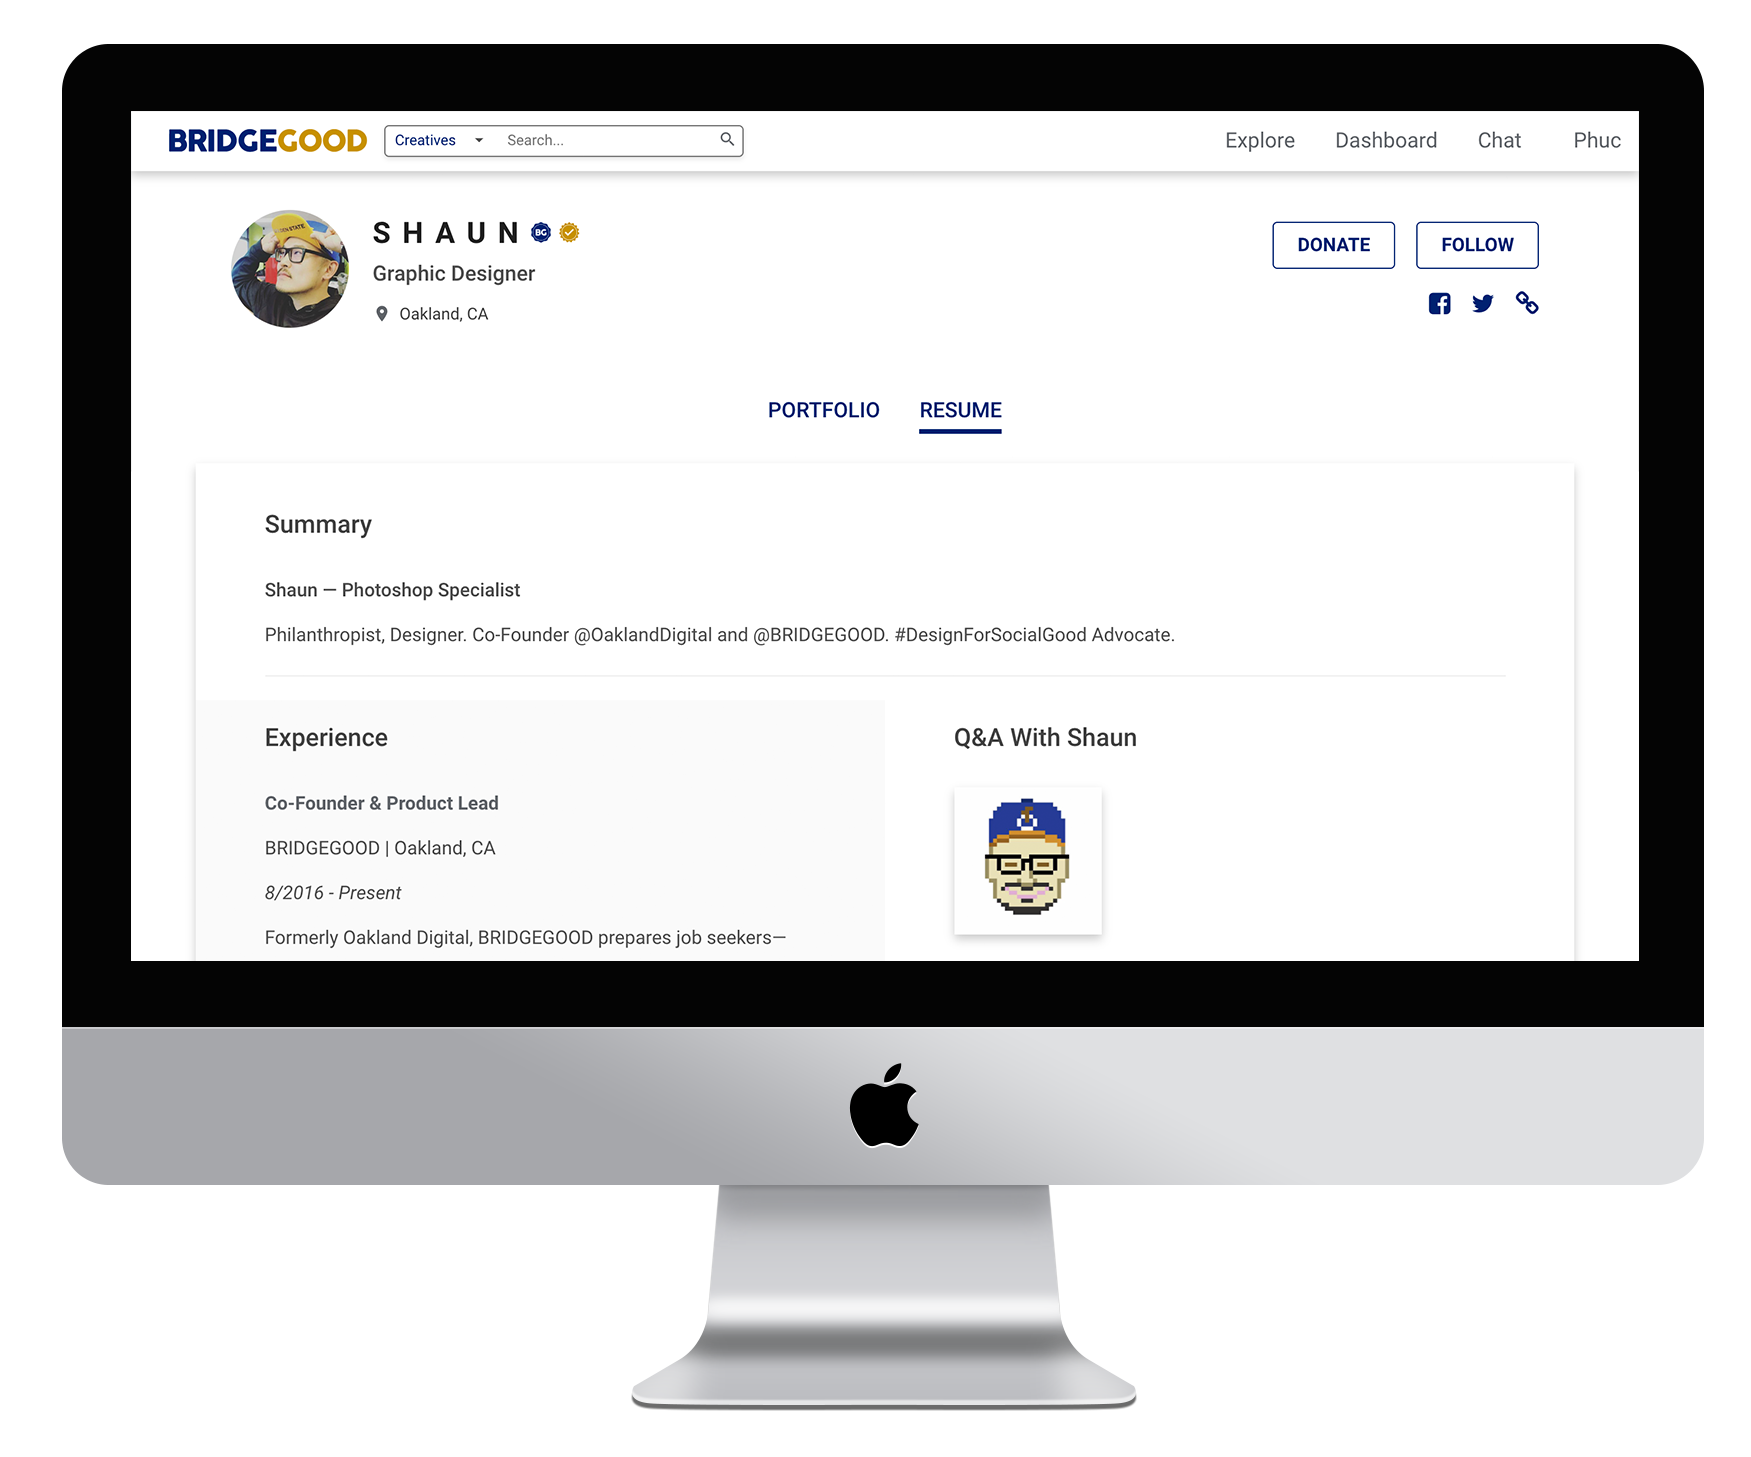 BRIDGEGOOD Creatives Search... Explore Dashboard Chat Phuc
SHAUN BG
Graphic Designer
Oakland, CA
DONATE FOLLOW
PORTFOLIO RESUME
Summary
Shaun — Photoshop Specialist
Philanthropist, Designer. Co-Founder @OaklandDigital and @BRIDGEGOOD. #DesignForSocialGood Advocate.
Experience
Co-Founder & Product Lead
BRIDGEGOOD | Oakland, CA
8/2016 - Present
Formerly Oakland Digital, BRIDGEGOOD prepares job seekers—
Q&A With Shaun